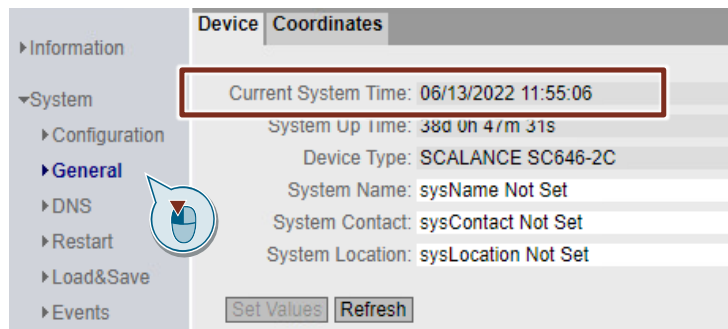 Information
System
Configuration
General
DNS
Restart
Load&Save
Events
Device Coordinates
Current System Time: 06/13/2022 11:55:06
System Up Time: 38d 0h 47m 31s
Device Type: SCALANCE SC646-2C
System Name: sysName Not Set
System Contact: sysContact Not Set
System Location: sysLocation Not Set
Set Values Refresh